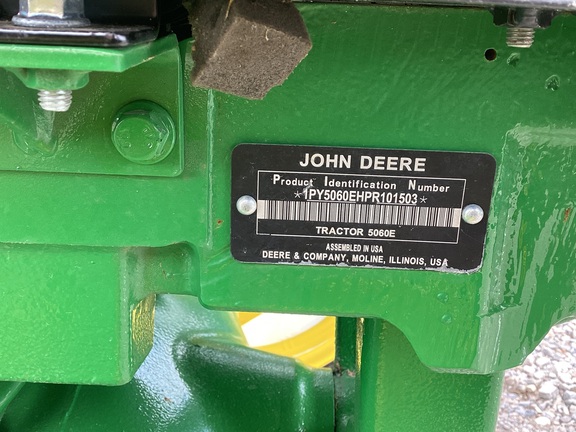 JOHN DEERE
Product Identification Number
*1PY5060EHPR101503*
TRACTOR 5060E
ASSEMBLED IN USA
DEERE & COMPANY, MOLINE, ILLINOIS, USA